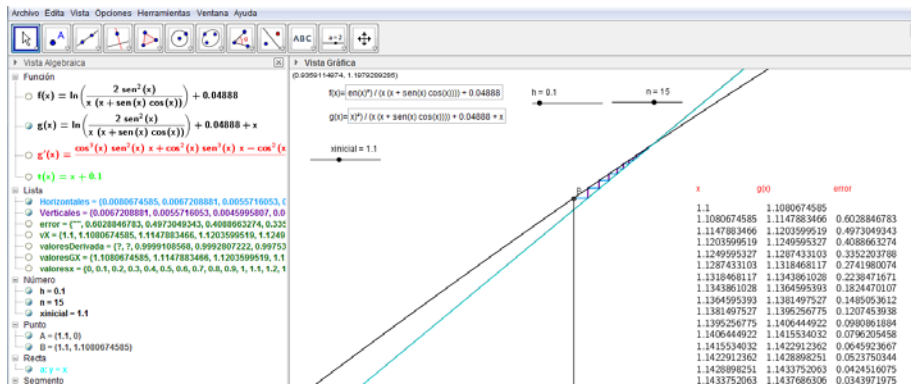 Archivo Edita Vista Opciones Herramientas Ventana Ayuda
ABC a=2
Vista Algebraica
Función
f(x) = ln(2 sen²(x) / x (x + sen(x) cos(x))) + 0.04888
g(x) = ln(2 sen²(x) / x (x + sen(x) cos(x))) + 0.04888 + x
g'(x) = cos³(x) sen²(x) x + cos²(x) sen³(x) x − cos²(x
t(x) = x + 0.1
Lista
Horizontales = {0.0080674585, 0.0067208881, 0.0055716053
Verticales = {0.0067208881, 0.0055716053, 0.0045995807, 0.0
error = {"", 0.6028846783, 0.4973049343, 0.4088663274, 0.335
vX = {1.1, 1.1080674585, 1.1147883466, 1.1203599519, 1.1249
valoresDerivada = {?, ?, 0.9999108568, 0.9992807222, 0.99753
valoresGX = {1.1080674585, 1.1147883466, 1.1203599519, 1.1
valoresx = {0, 0.1, 0.2, 0.3, 0.4, 0.5, 0.6, 0.7, 0.8, 0.9, 1, 1.1, 1.2, 1
Número
h = 0.1
n = 15
xinicial = 1.1
Punto
A = (1.1, 0)
B = (1.1, 1.1080674585)
Recta
a: y = x
Segmento
Vista Gráfica
(0.9359114974, 1.1979209285)
f(x)= en(x)²) / (x (x + sen(x) cos(x)))) + 0.04888
g(x)= x)²) / (x (x + sen(x) cos(x)))) + 0.04888 + x
h = 0.1
n = 15
xinicial = 1.1
B
x g(x) error
1.1 1.1080674585
1.1080674585 1.1147883466 0.6028846783
1.1147883466 1.1203599519 0.4973049343
1.1203599519 1.1249595327 0.4088663274
1.1249595327 1.1287433103 0.3352203788
1.1287433103 1.1318468117 0.2741980074
1.1318468117 1.1343861028 0.2238471671
1.1343861028 1.1364595393 0.1824470107
1.1364595393 1.1381497527 0.1485053612
1.1381497527 1.1395256775 0.1207453938
1.1395256775 1.1406444922 0.0980861884
1.1406444922 1.1415534032 0.0796205458
1.1415534032 1.1422912362 0.0645923667
1.1422912362 1.1428898251 0.0523750344
1.1428898251 1.1433752063 0.0424516075
1.1433752063 1.1437686306 0.0343971975